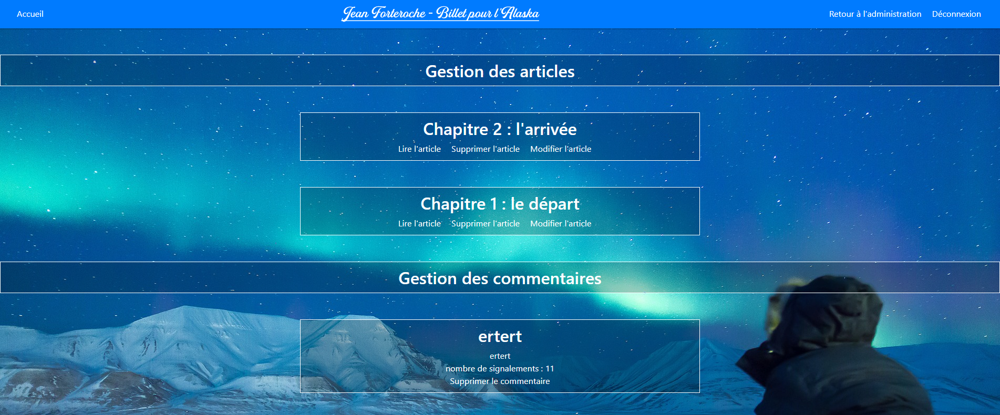 Accueil
Jean Forteroche - Billet pour l'Alaska
Retour à l'administration
Déconnexion
Gestion des articles
Chapitre 2 : l'arrivée
Lire l'article Supprimer l'article Modifier l'article
Chapitre 1 : le départ
Lire l'article Supprimer l'article Modifier l'article
Gestion des commentaires
ertert
ertert
nombre de signalements : 11
Supprimer le commentaire